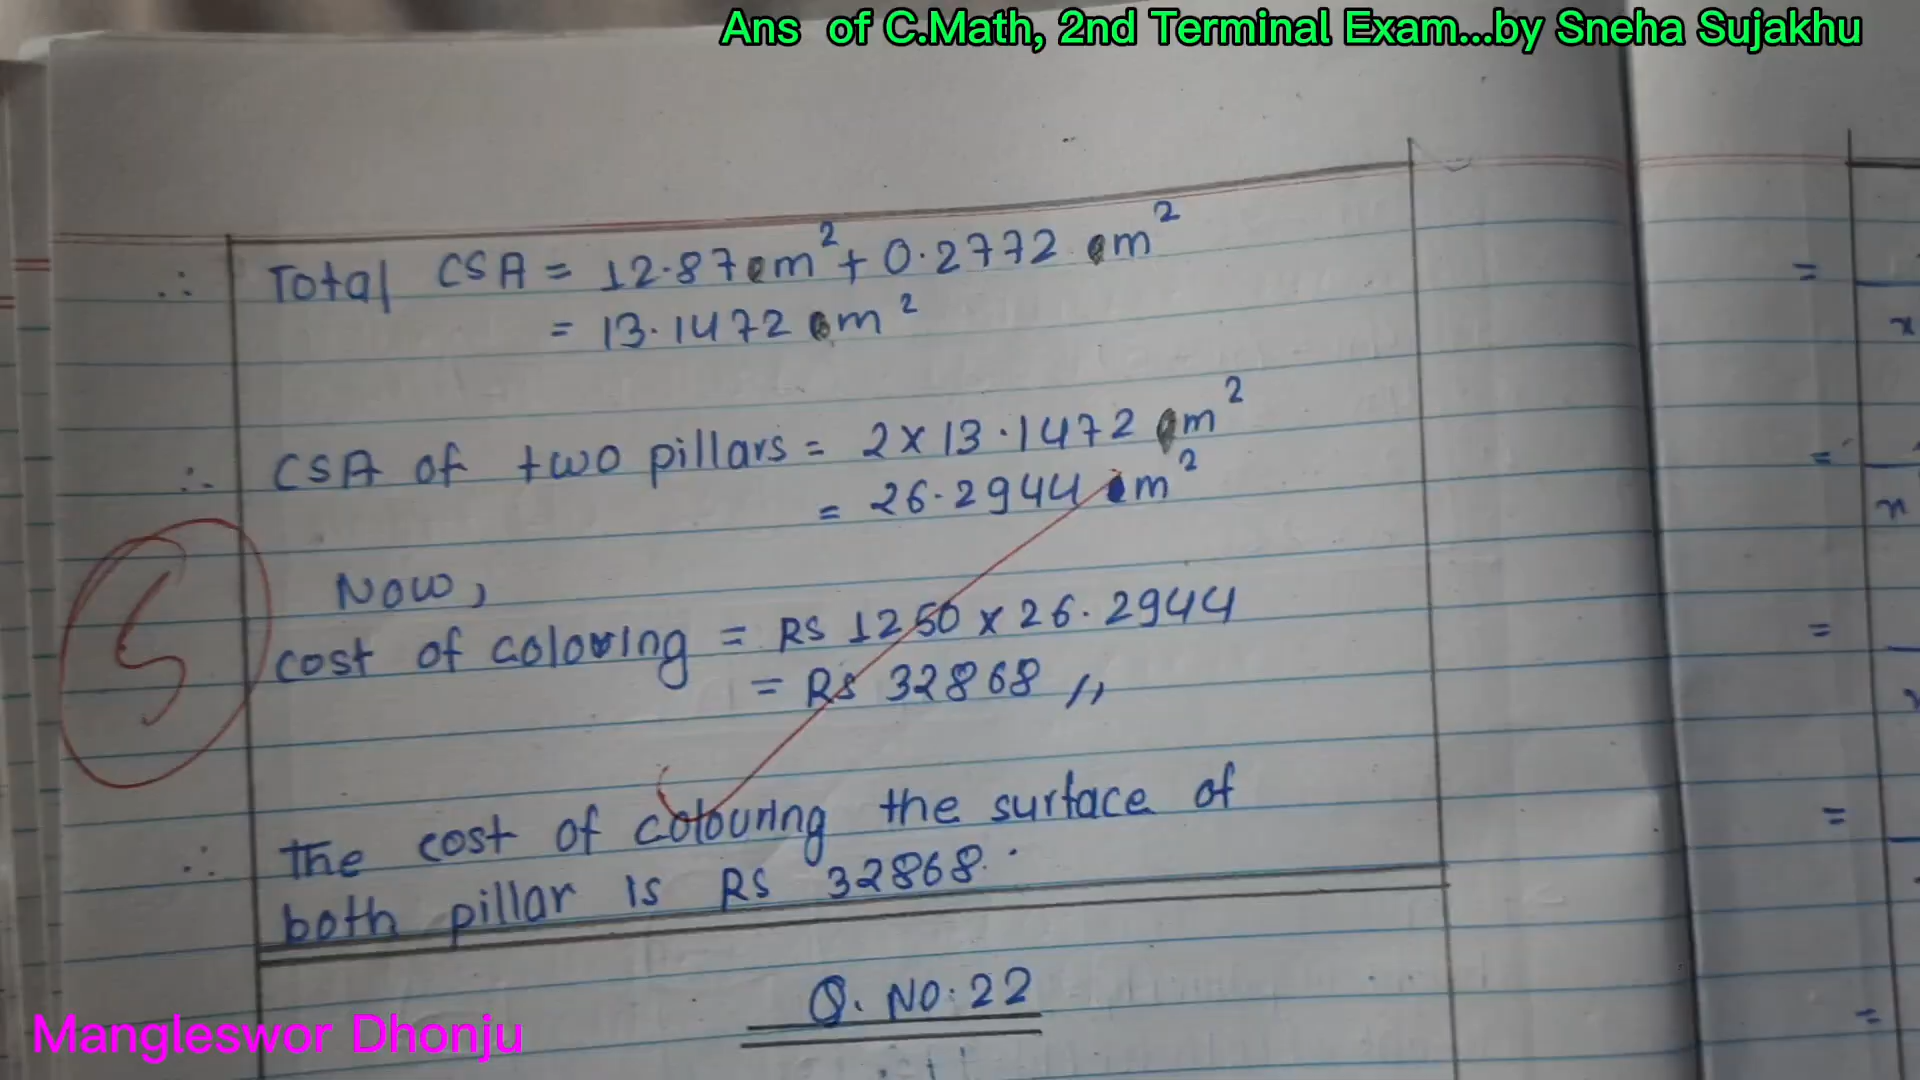 Ans of C.Math, 2nd Terminal Exam...by Sneha Sujakhu
∴ Total CSA = 12.87 m² + 0.2772 m²
= 13.1472 m²
∴ CSA of two pillars = 2 × 13.1472 m²
= 26.2944 m²
Now,
cost of coloring = RS 1250 × 26.2944
= Rs 32868 //,
5
∴ The cost of colouring the surface of
both pillar is RS 32868.
Q. NO: 22
Mangleswor Dhonju
=
x
=
x
=
=
=